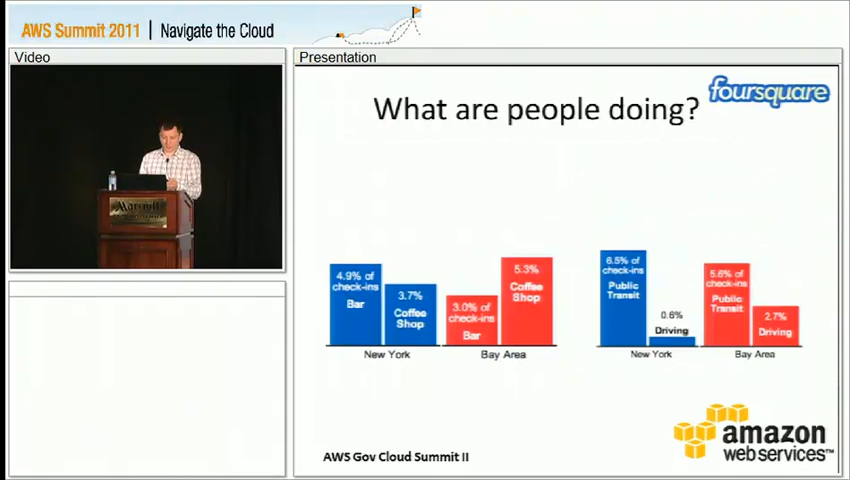 AWS Summit 2011 | Navigate the Cloud
Video
Presentation
Marriott
What are people doing?
foursquare
4.9% of
check-ins
Bar
3.7%
Coffee
Shop
3.0% of
check-ins
Bar
5.3%
Coffee
Shop
New York
Bay Area
6.5% of
check-ins
Public
Transit
0.6%
Driving
5.6% of
check-ins
Public
Transit
2.7%
Driving
New York
Bay Area
AWS Gov Cloud Summit II
amazon
web services™